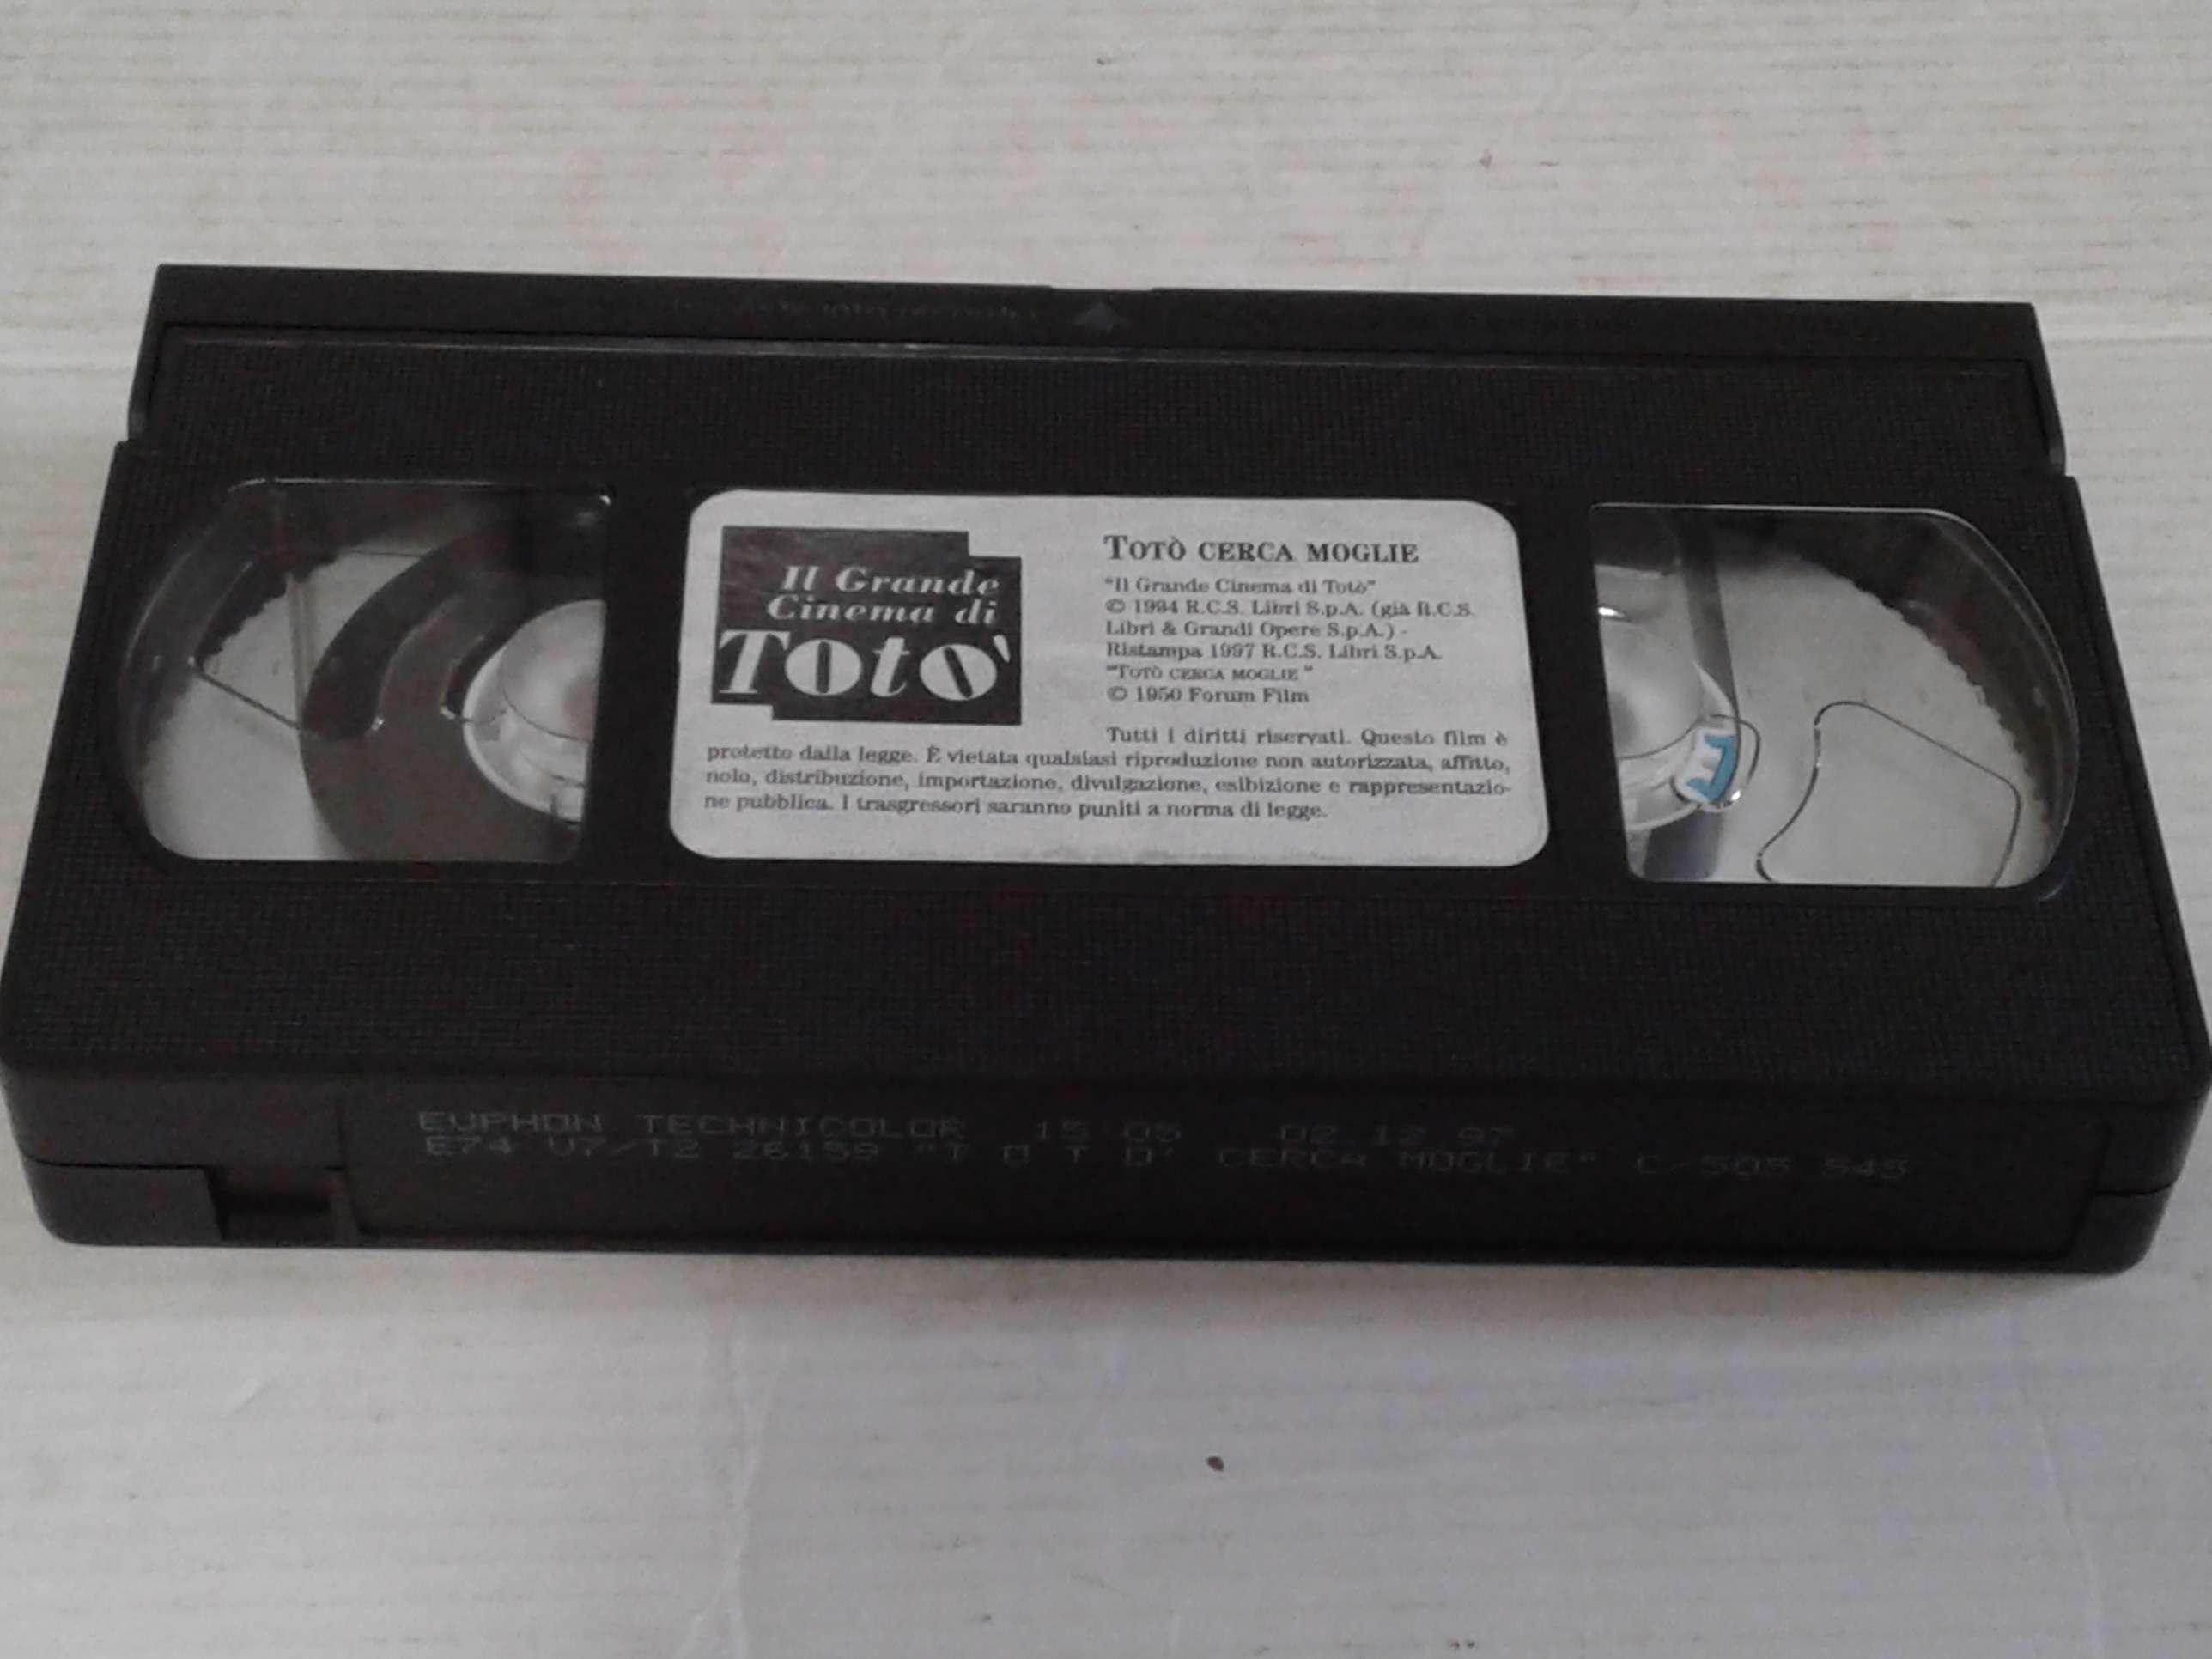 Il Grande
Cinema di
Totò
TOTÒ CERCA MOGLIE
"Il Grande Cinema di Totò"
© 1994 R.C.S. Libri S.p.A. (già R.C.S.
Libri & Grandi Opere S.p.A.) -
Ristampa 1997 R.C.S. Libri S.p.A.
"TOTÒ CERCA MOGLIE"
© 1950 Forum Film
Tutti i diritti riservati. Questo film è
protetto dalla legge. È vietata qualsiasi riproduzione non autorizzata, affitto,
nolo, distribuzione, importazione, divulgazione, esibizione e rappresentazio-
ne pubblica. I trasgressori saranno puniti a norma di legge.
EUPHON TECHNICOLOR 15 05 02.12.97
E74 V7/T2 26159 "T O T O' CERCA MOGLIE" C/503 545